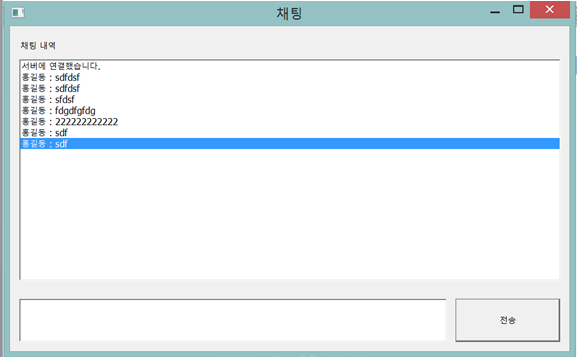 채팅
채팅 내역
서버에 연결했습니다.
홍길동 : sdfdsf
홍길동 : sdfdsf
홍길동 : sfdsf
홍길동 : fdgdfgfdg
홍길동 : 222222222222
홍길동 : sdf
홍길동 : sdf
전송